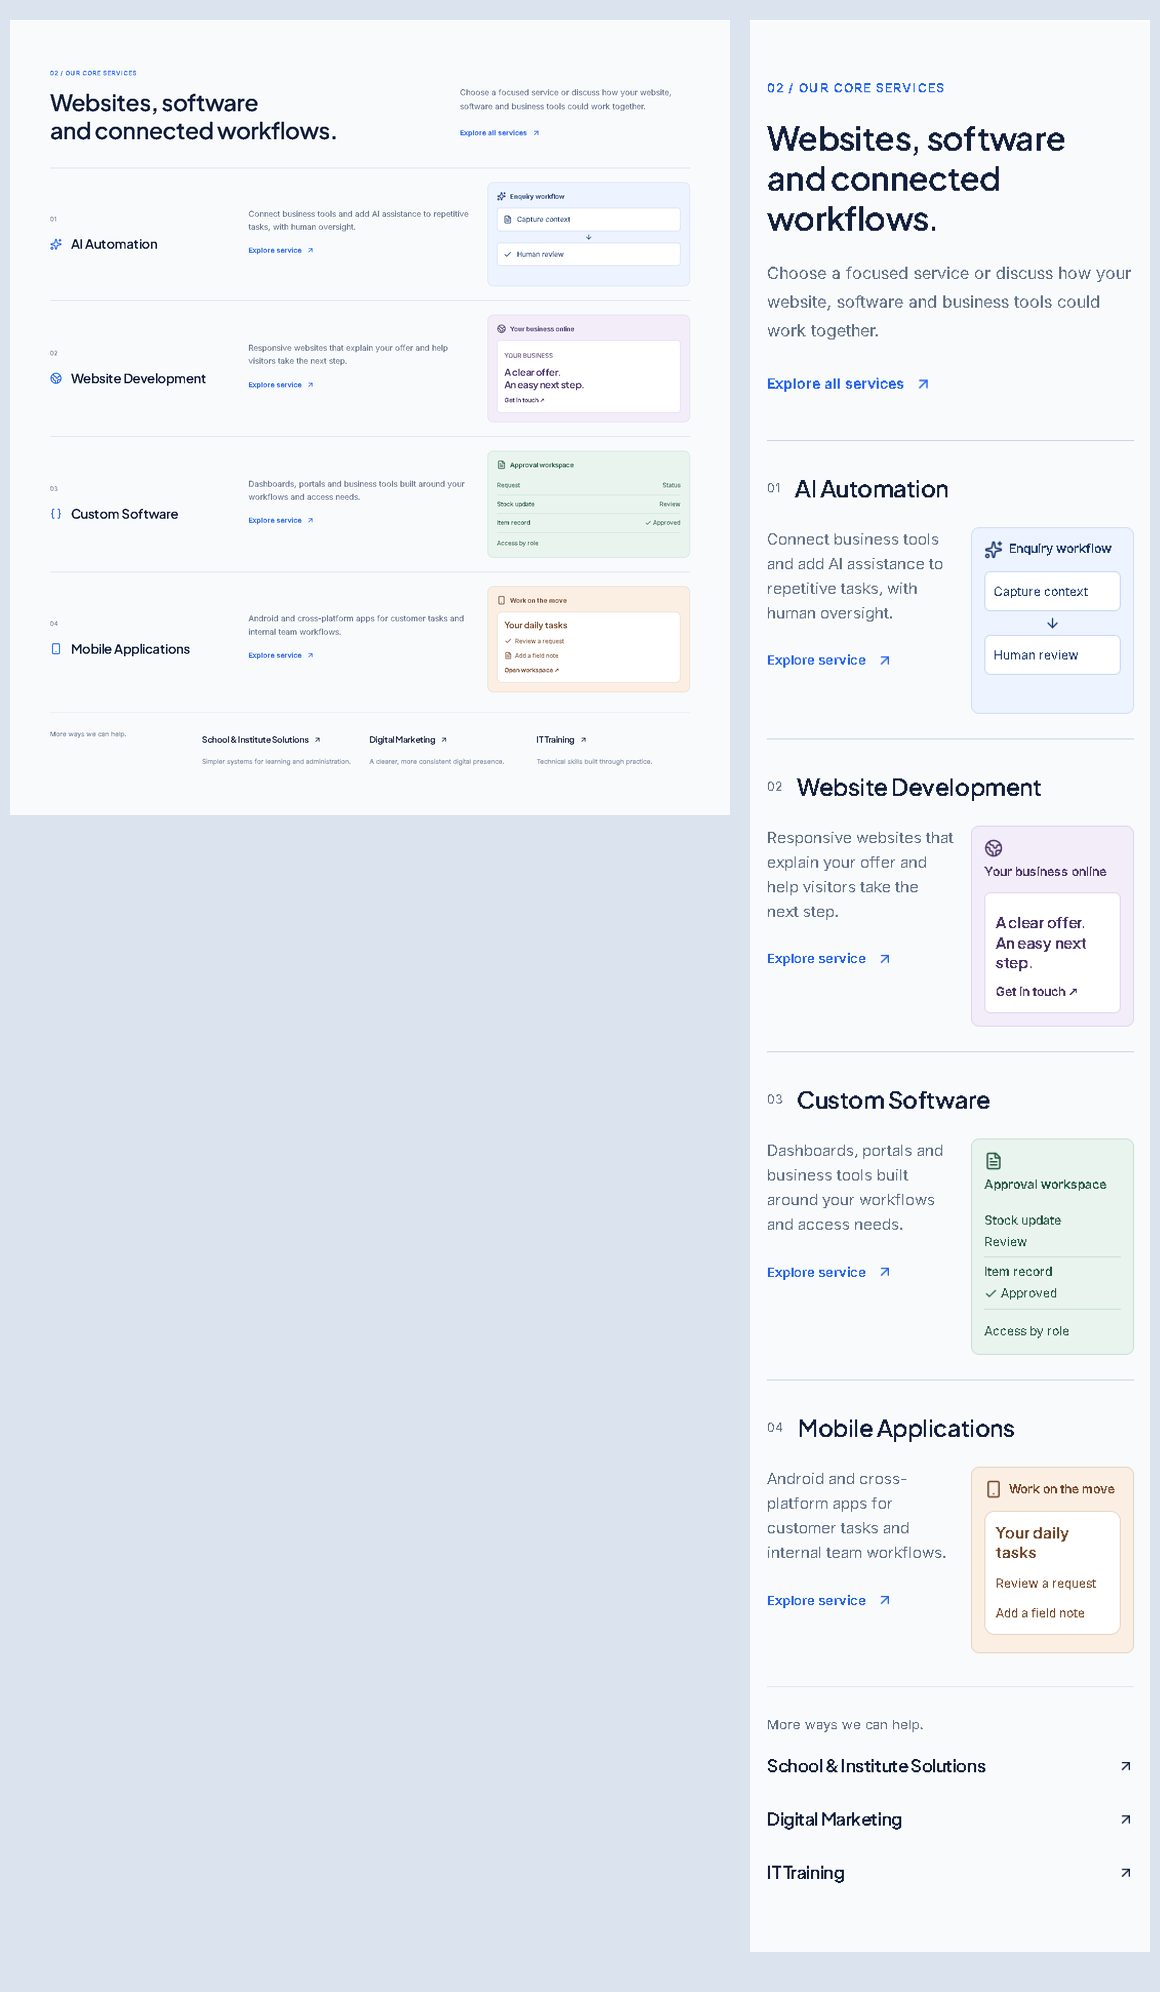 02 / OUR CORE SERVICES
Websites, software
and connected workflows.
Choose a focused service or discuss how your website,
software and business tools could work together.
Explore all services ↗
01
AI Automation
Connect business tools and add AI assistance to repetitive
tasks, with human oversight.
Explore service ↗
Enquiry workflow
Capture context
↓
Human review
02
Website Development
Responsive websites that explain your offer and help
visitors take the next step.
Explore service ↗
Your business online
YOUR BUSINESS
A clear offer.
An easy next step.
Get in touch ↗
03
Custom Software
Dashboards, portals and business tools built around your
workflows and access needs.
Explore service ↗
Approval workspace
Request Status
Stock update Review
Item record ✓ Approved
Access by role
04
Mobile Applications
Android and cross-platform apps for customer tasks and
internal team workflows.
Explore service ↗
Work on the move
Your daily tasks
✓ Review a request
Add a field note
Open workspace ↗
More ways we can help.
School & Institute Solutions ↗
Simpler systems for learning and administration.
Digital Marketing ↗
A clearer, more consistent digital presence.
IT Training ↗
Technical skills built through practice.
02 / OUR CORE SERVICES
Websites, software
and connected
workflows.
Choose a focused service or discuss how your
website, software and business tools could
work together.
Explore all services ↗
01 AI Automation
Connect business tools
and add AI assistance to
repetitive tasks, with
human oversight.
Explore service ↗
Enquiry workflow
Capture context
↓
Human review
02 Website Development
Responsive websites that
explain your offer and
help visitors take the
next step.
Explore service ↗
Your business online
A clear offer.
An easy next
step.
Get in touch ↗
03 Custom Software
Dashboards, portals and
business tools built
around your workflows
and access needs.
Explore service ↗
Approval workspace
Stock update
Review
Item record
✓ Approved
Access by role
04 Mobile Applications
Android and cross-
platform apps for
customer tasks and
internal team workflows.
Explore service ↗
Work on the move
Your daily
tasks
Review a request
Add a field note
More ways we can help.
School & Institute Solutions ↗
Digital Marketing ↗
IT Training ↗